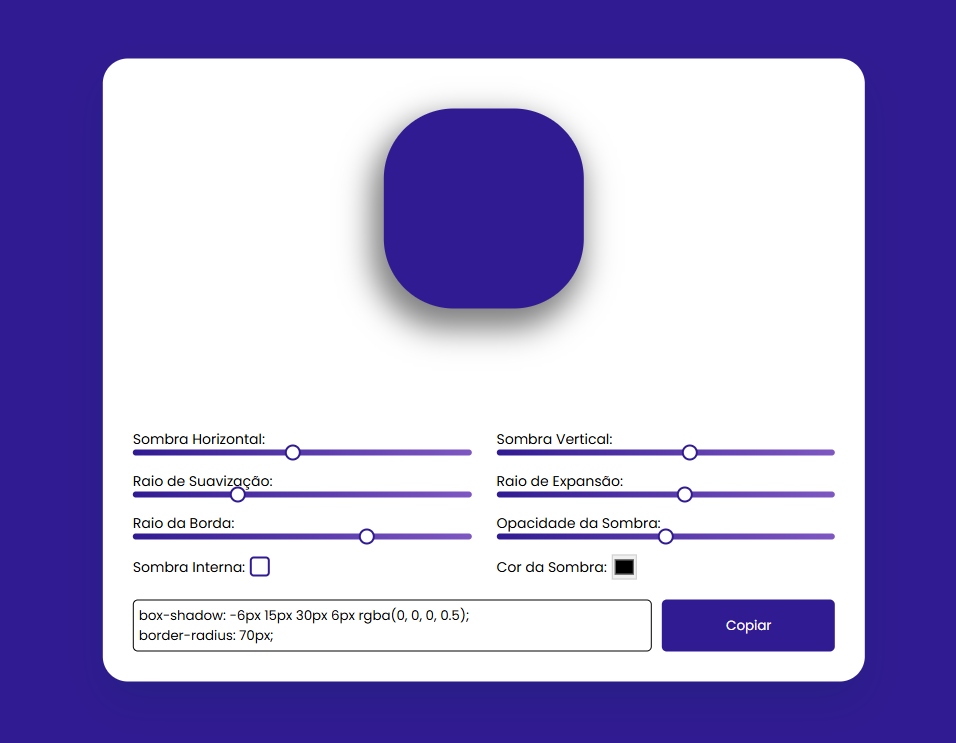 Sombra Horizontal:
Sombra Vertical:
Raio de Suavização:
Raio de Expansão:
Raio da Borda:
Opacidade da Sombra:
Sombra Interna:
Cor da Sombra:
box-shadow: -6px 15px 30px 6px rgba(0, 0, 0, 0.5);
border-radius: 70px;
Copiar